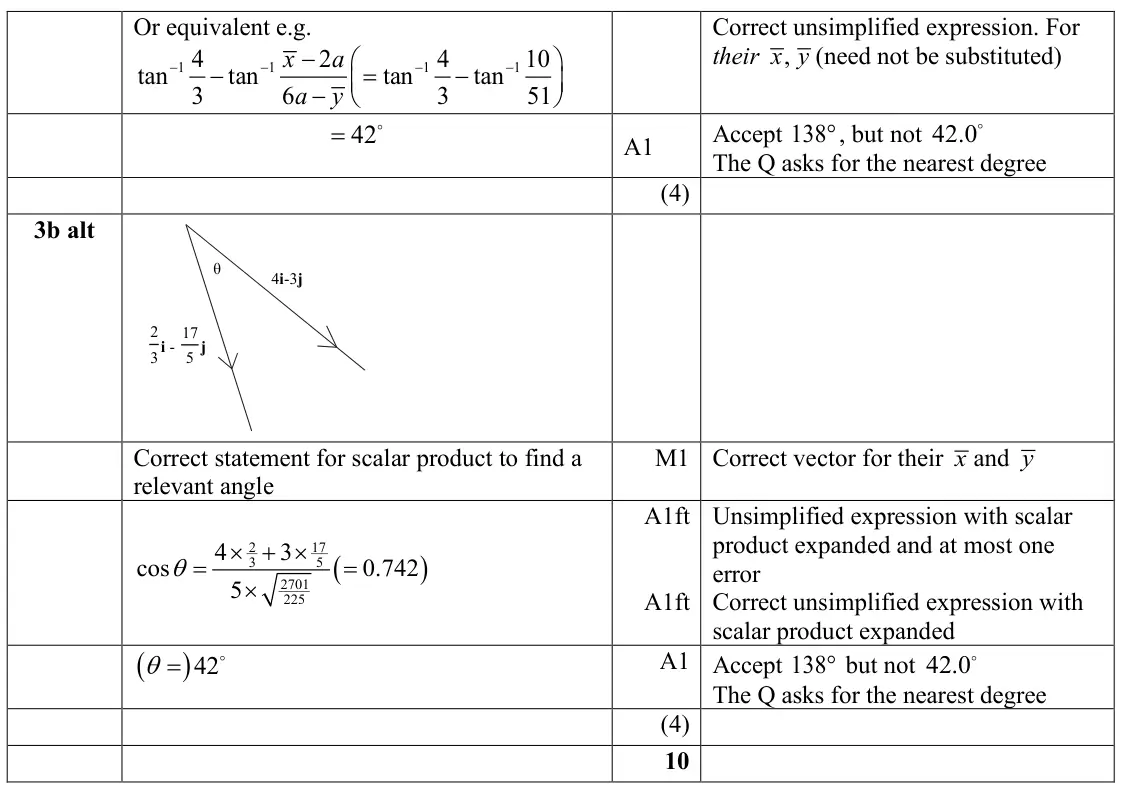 Or equivalent e.g.
tan⁻¹ 4/3 − tan⁻¹ (x̅ − 2a)/(6a − y̅) (= tan⁻¹ 4/3 − tan⁻¹ 10/51)
Correct unsimplified expression. For
their x̅, y̅ (need not be substituted)
= 42°
A1
Accept 138°, but not 42.0°
The Q asks for the nearest degree
(4)
3b alt
θ
4i-3j
2/3 i - 17/5 j
Correct statement for scalar product to find a
relevant angle
M1
Correct vector for their x̅ and y̅
cos θ = (4 × 2/3 + 3 × 17/5)/(5 × √(2701/225)) (= 0.742)
A1ft
Unsimplified expression with scalar
product expanded and at most one
error
A1ft
Correct unsimplified expression with
scalar product expanded
(θ =) 42°
A1
Accept 138° but not 42.0°
The Q asks for the nearest degree
(4)
10